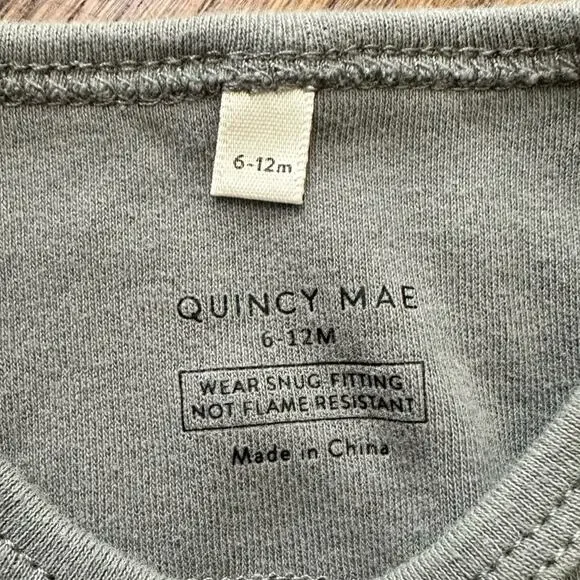 6-12m
QUINCY MAE
6-12M
WEAR SNUG FITTING
NOT FLAME RESISTANT
Made in China